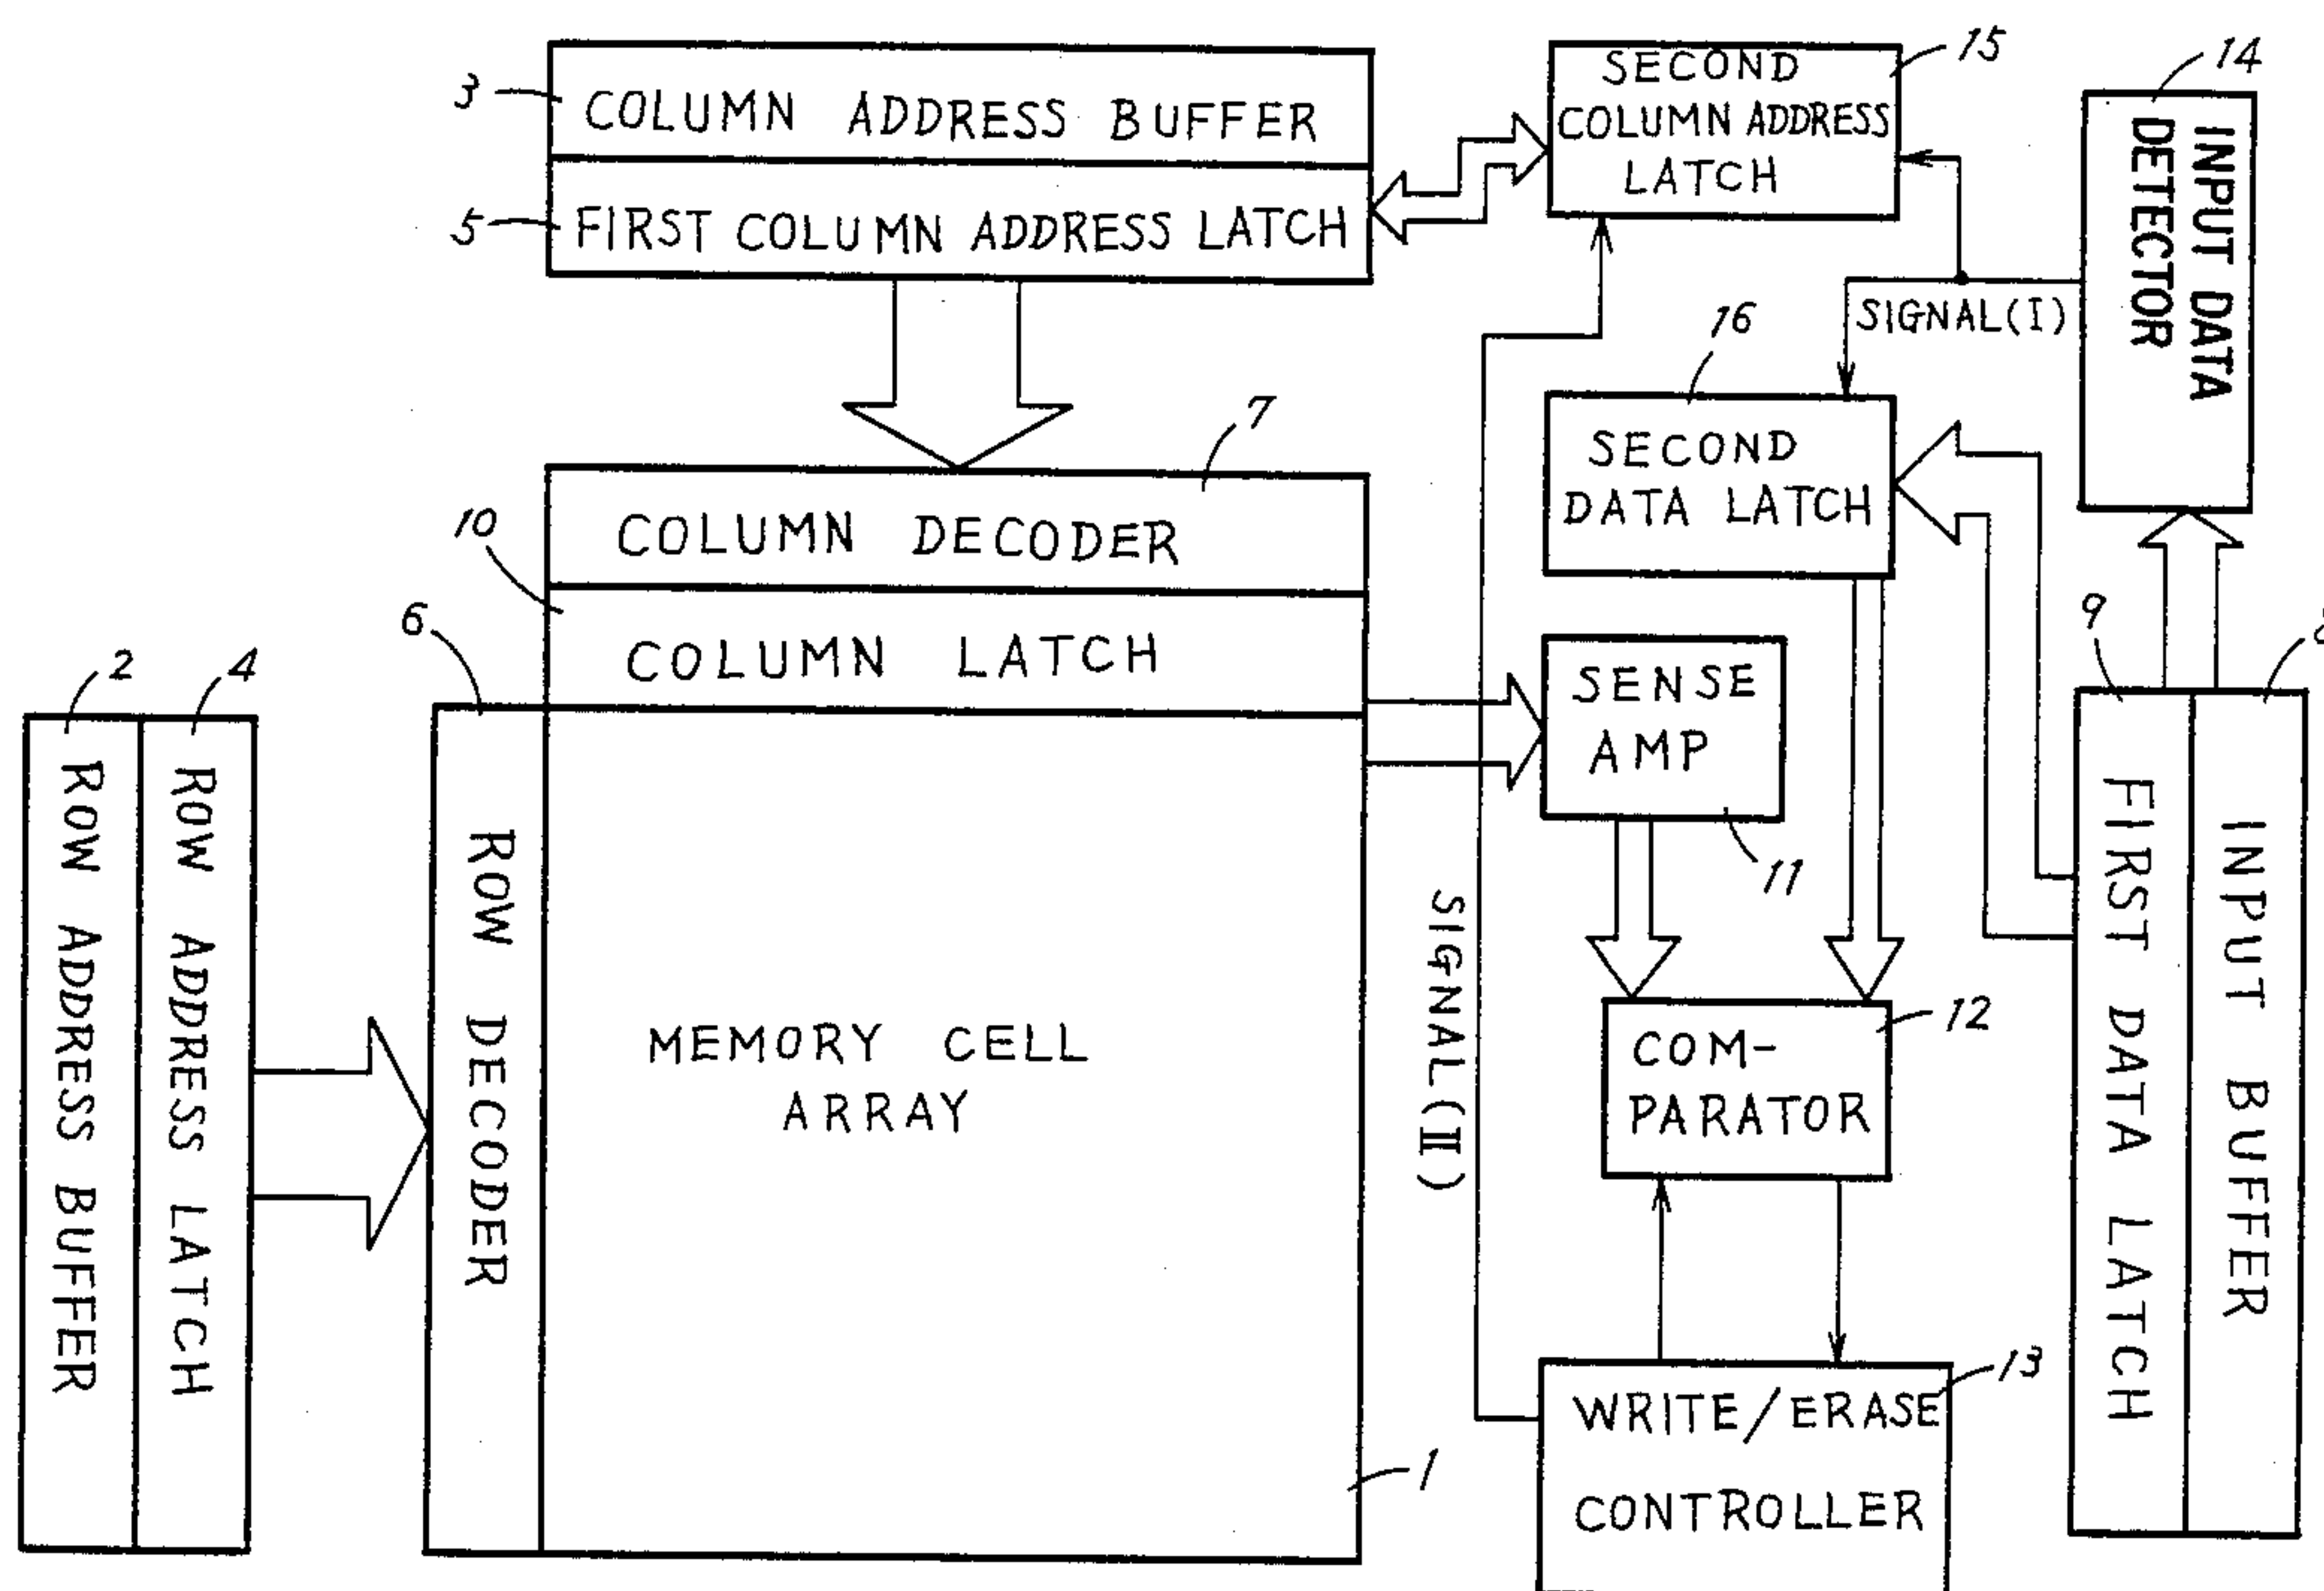 3
COLUMN ADDRESS BUFFER
5
FIRST COLUMN ADDRESS LATCH
15
SECOND
COLUMN ADDRESS
LATCH
14
INPUT DATA
DETECTOR
SIGNAL(I)
16
SECOND
DATA LATCH
7
COLUMN DECODER
10
COLUMN LATCH
6
ROW DECODER
2
ROW ADDRESS BUFFER
4
ROW ADDRESS LATCH
MEMORY CELL
ARRAY
1
SENSE
AMP
11
SIGNAL(II)
12
COM-
PARATOR
13
WRITE/ERASE
CONTROLLER
9
FIRST DATA LATCH
INPUT BUFFER